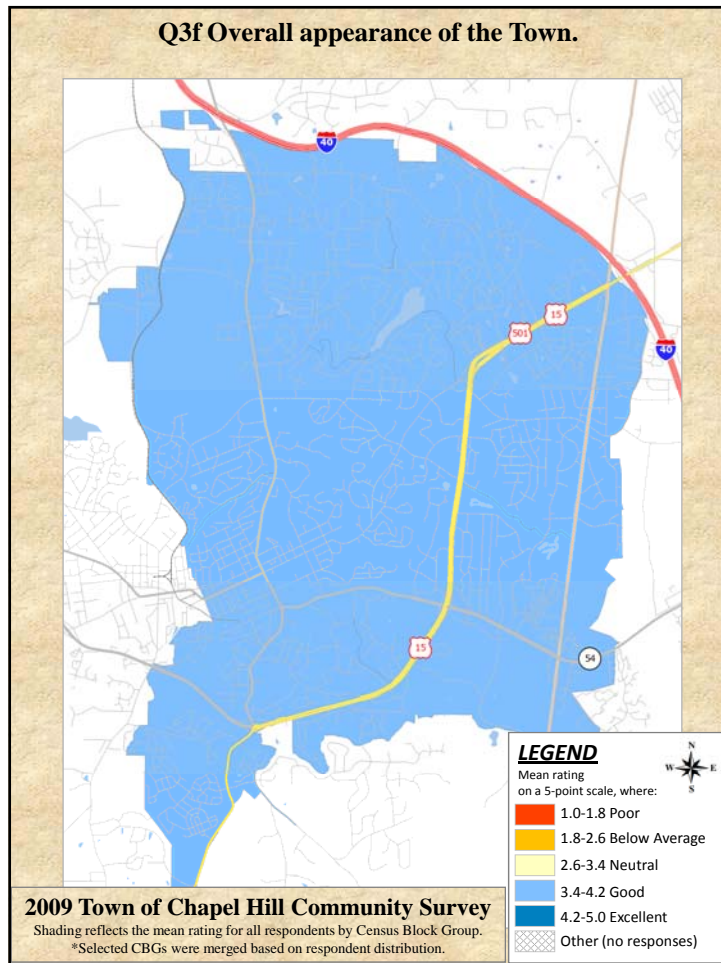 Q3f Overall appearance of the Town.
40
15
501
40
15
54
LEGEND
Mean rating
on a 5-point scale, where:
N
W E
S
1.0-1.8 Poor
1.8-2.6 Below Average
2.6-3.4 Neutral
3.4-4.2 Good
4.2-5.0 Excellent
Other (no responses)
2009 Town of Chapel Hill Community Survey
Shading reflects the mean rating for all respondents by Census Block Group.
*Selected CBGs were merged based on respondent distribution.